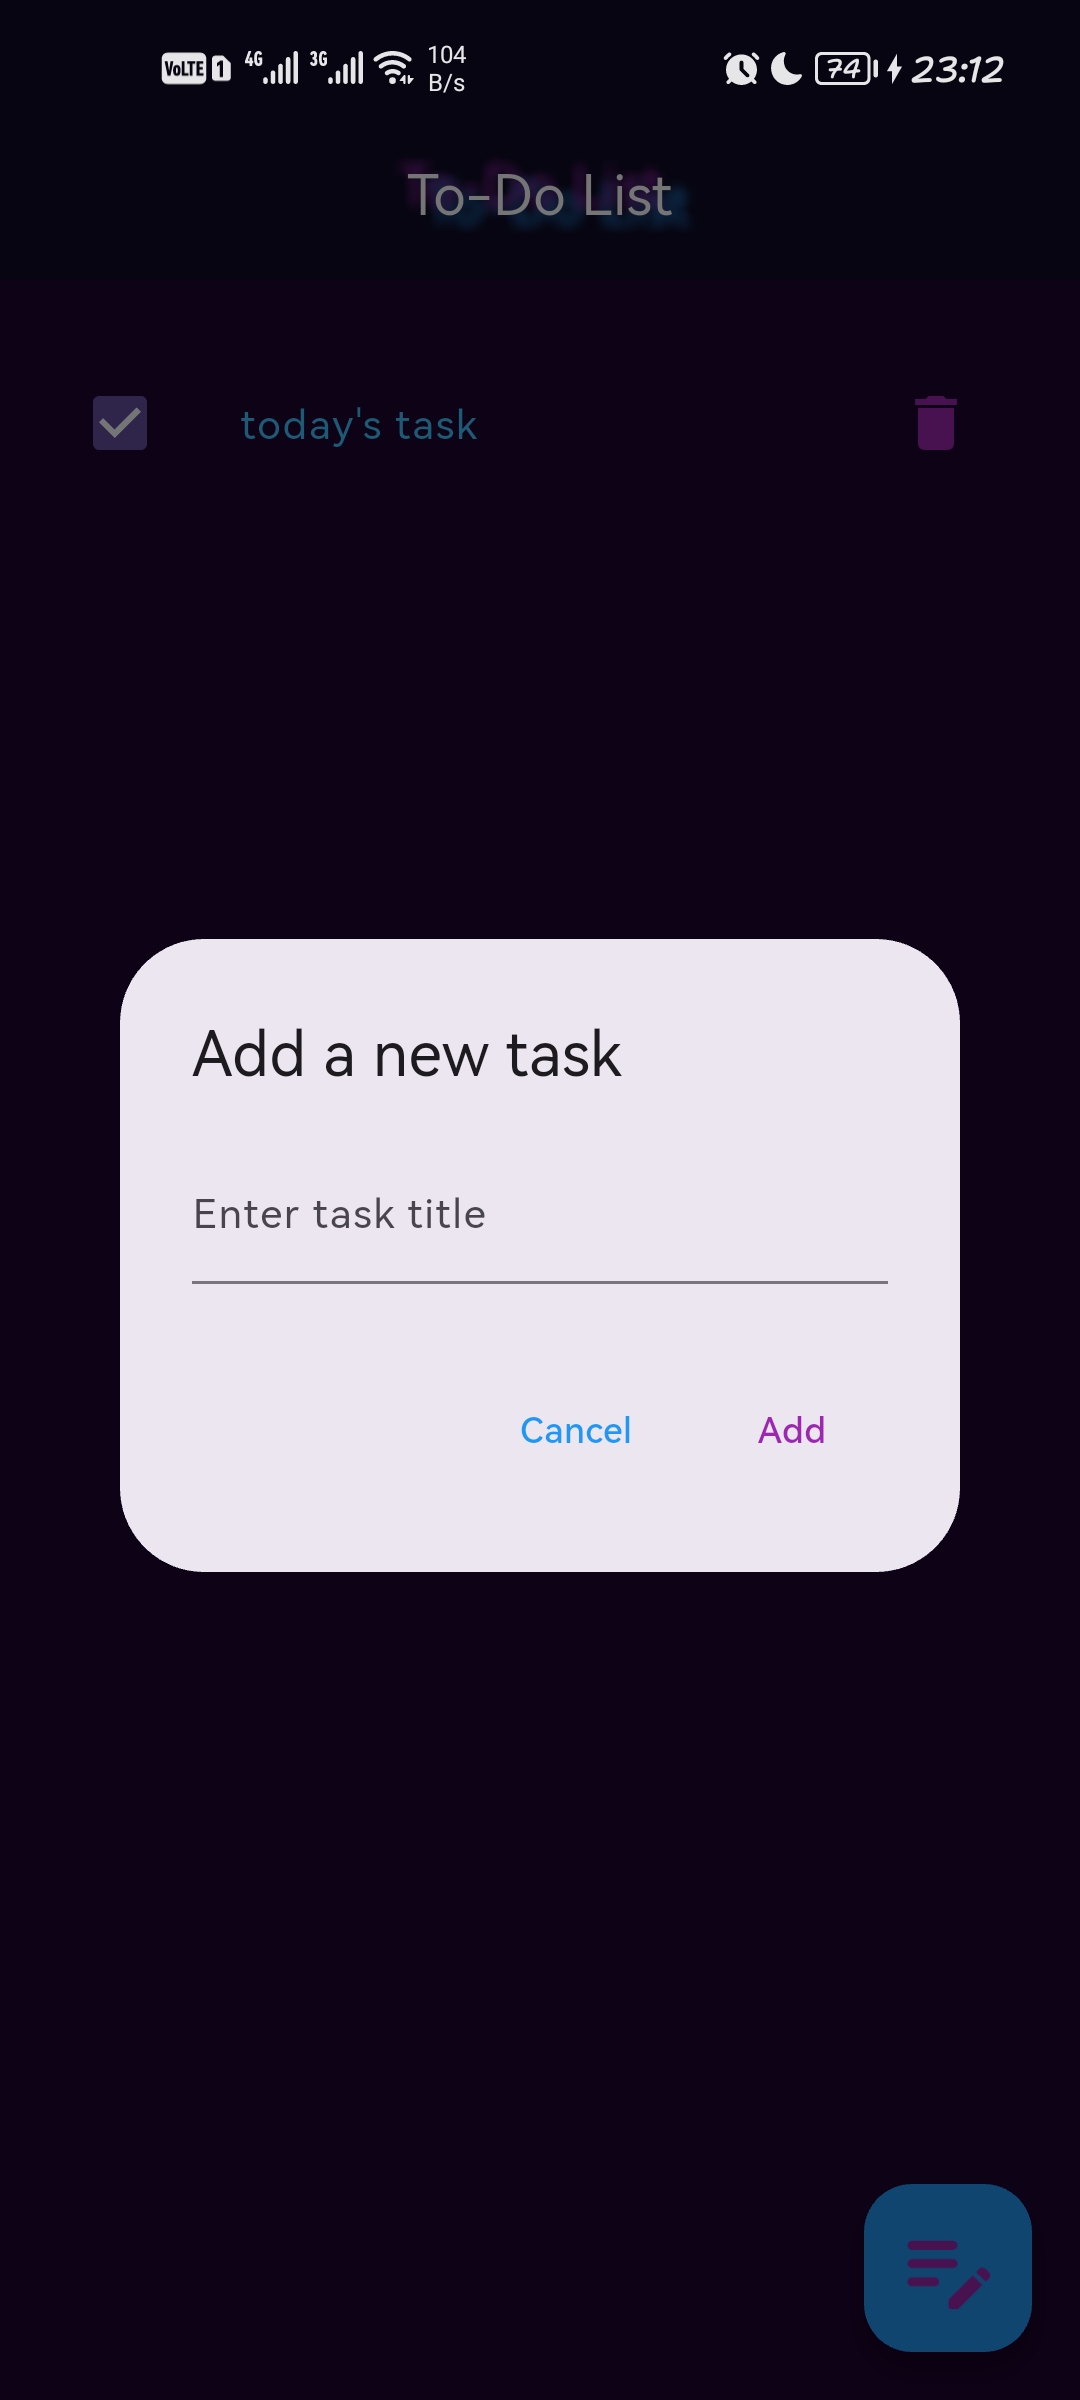 VoLTE 1 4G 3G 104 B/s 74 23:12
To-Do List
today's task
Add a new task
Enter task title
Cancel Add